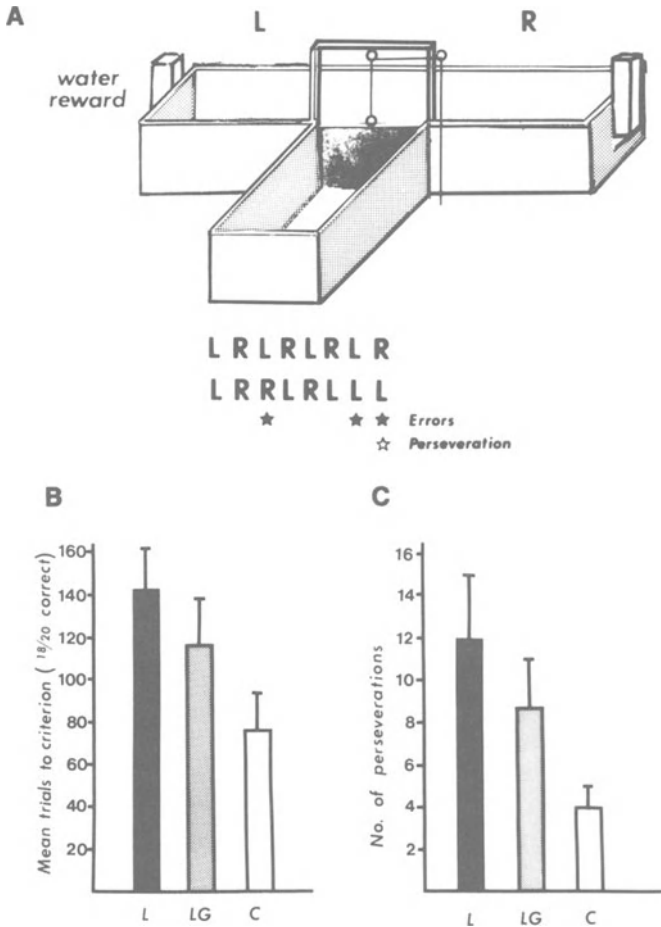 A
L R
water
reward
L R L R L R L R
L R R L R L L L
★ ★ ★ Errors
☆ Perseveration
B
Mean trials to criterion ( 18/20 correct)
160
140
120
100
80
60
40
20
L LG C
C
No. of perseverations
16
14
12
10
8
6
4
2
L LG C